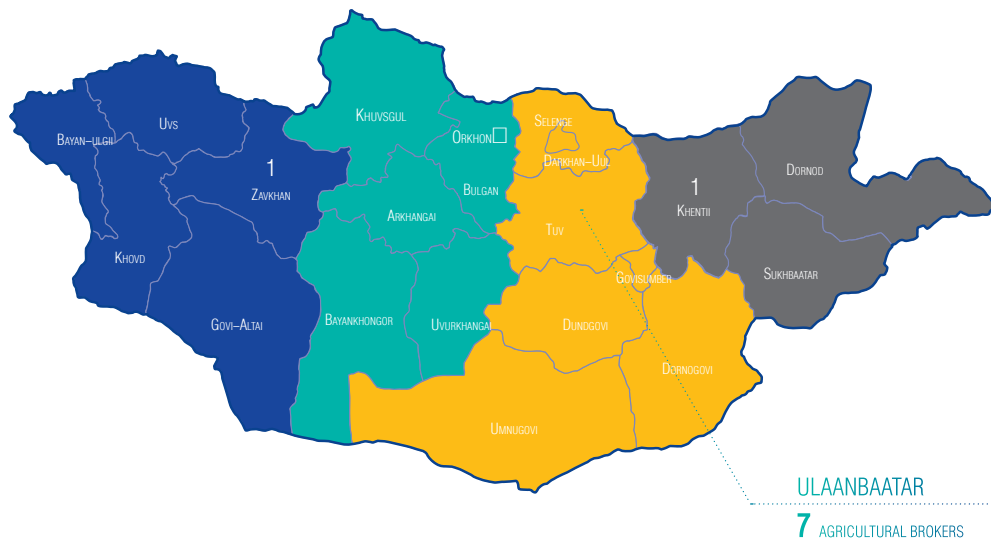 Khuvsgul
Selenge
Uvs
Orkhon
Bayan–ulgii
Darkhan–Uul
1
Zavkhan
Dornod
Bulgan
1
Khentii
Arkhangai
Tuv
Khovd
Govisumber
Sukhbaatar
Govi–Altai
Bayankhongor
Uvurkhangai
Dundgovi
Dornogovi
Umnugovi
ULAANBAATAR
7 AGRICULTURAL BROKERS